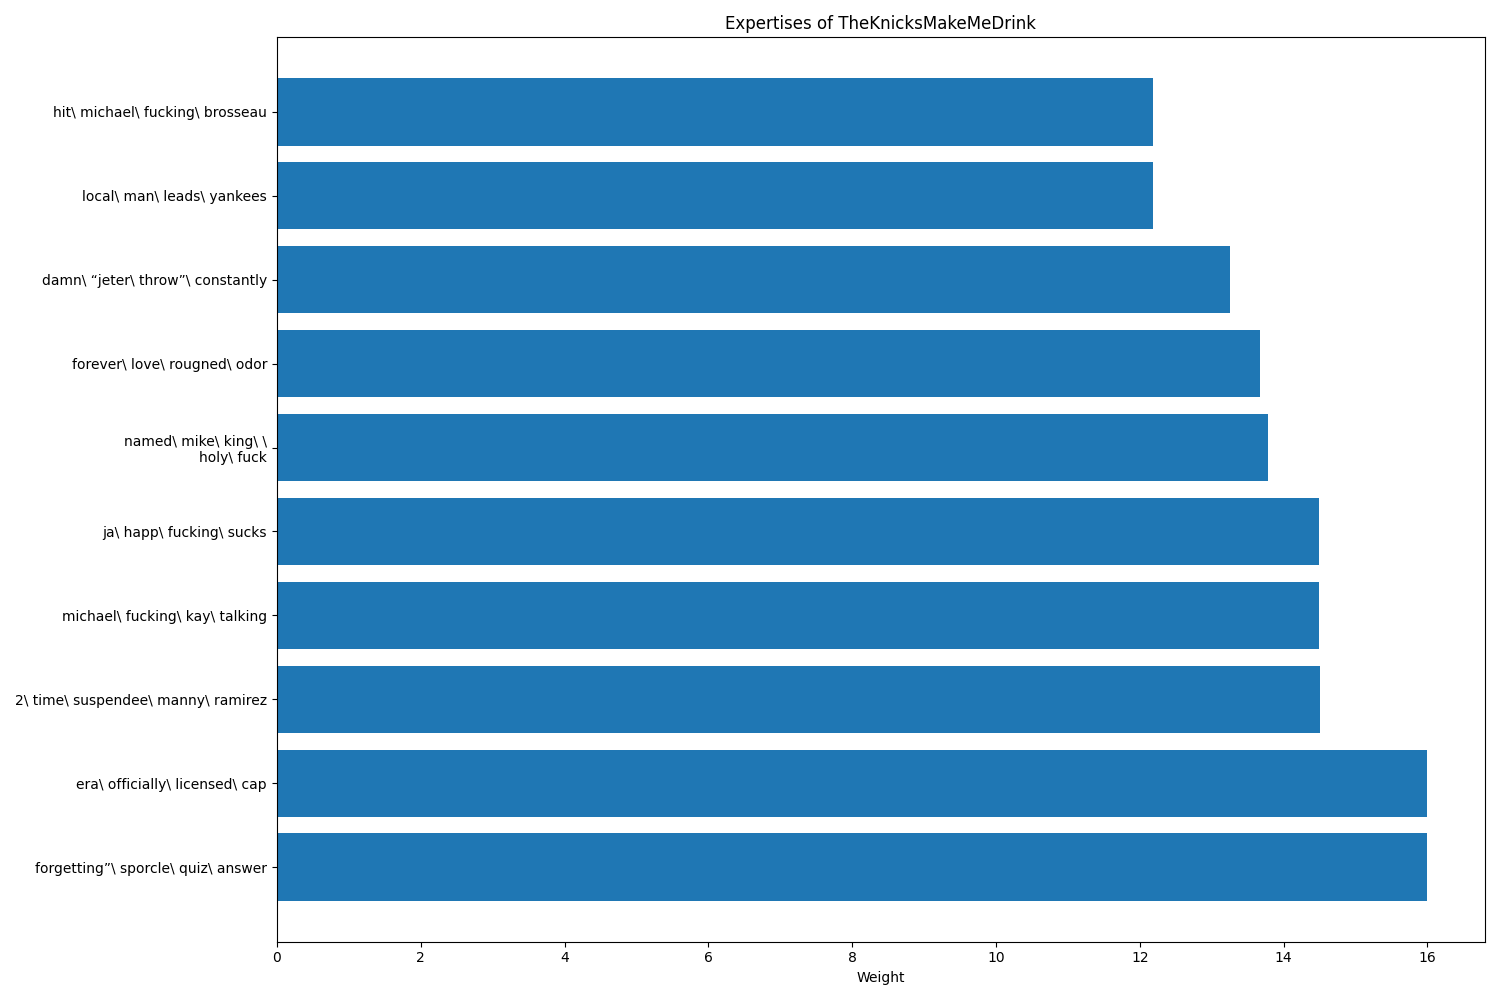 Expertises of TheKnicksMakeMeDrink
hit\ michael\ fucking\ brosseau
local\ man\ leads\ yankees
damn\ “jeter\ throw”\ constantly
forever\ love\ rougned\ odor
named\ mike\ king\ \
holy\ fuck
ja\ happ\ fucking\ sucks
michael\ fucking\ kay\ talking
2\ time\ suspendee\ manny\ ramirez
era\ officially\ licensed\ cap
forgetting”\ sporcle\ quiz\ answer
0 2 4 6 8 10 12 14 16
Weight